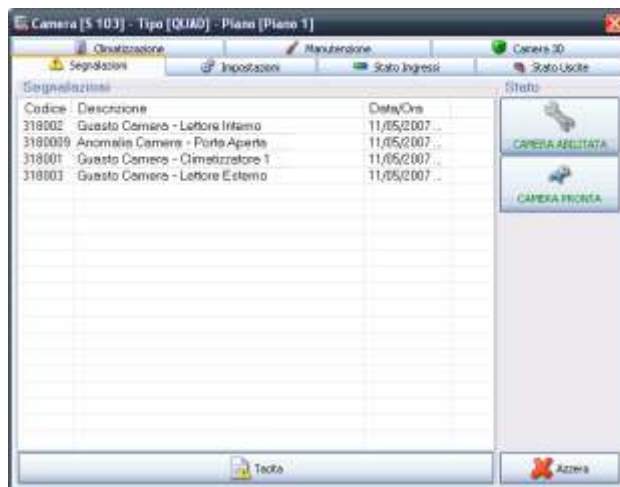 Camera [S 103] - Tipo [QUAD] - Piano [Piano 1]
Climatizzazione Manutenzione Camera 3D
Segnalazioni Impostazioni Stato Ingressi Stato Uscite
Segnalazioni Stato
Codice Descrizione Data/Ora
318002 Guasto Camera - Lettore Interno 11/05/2007 ...
3180009 Anomalia Camera - Porta Aperta 11/05/2007 ...
318001 Guasto Camera - Climatizzatore 1 11/05/2007 ...
318003 Guasto Camera - Lettore Esterno 11/05/2007 ...
CAMERA ABILITATA
CAMERA PRONTA
Tacita Azzera